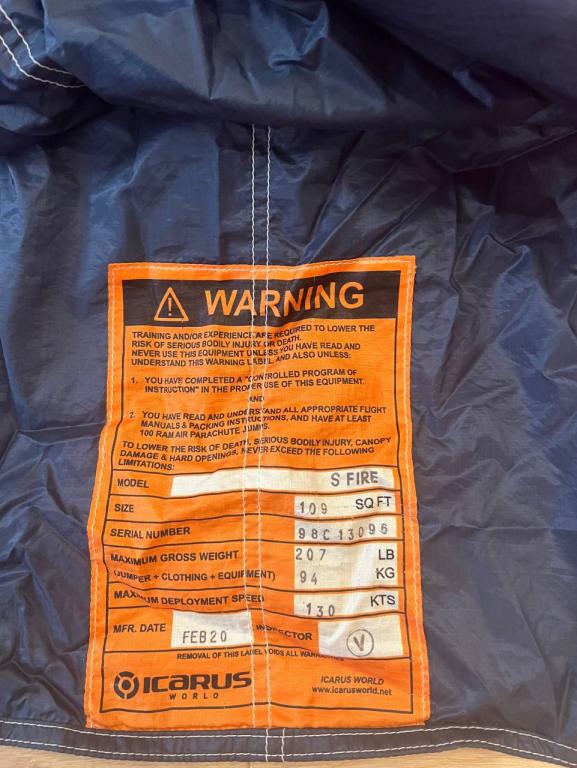 WARNING
TRAINING AND/OR EXPERIENCE ARE REQUIRED TO LOWER THE
RISK OF SERIOUS BODILY INJURY OR DEATH.
NEVER USE THIS EQUIPMENT UNLESS YOU HAVE READ AND
UNDERSTAND THIS WARNING LABEL AND ALSO UNLESS:
1. YOU HAVE COMPLETED A "CONTROLLED PROGRAM OF
INSTRUCTION" IN THE PROPER USE OF THIS EQUIPMENT.
AND
2. YOU HAVE READ AND UNDERSTAND ALL APPROPRIATE FLIGHT
MANUALS & PACKING INSTRUCTIONS, AND HAVE AT LEAST
100 RAM AIR PARACHUTE JUMPS.
TO LOWER THE RISK OF DEATH, SERIOUS BODILY INJURY, CANOPY
DAMAGE & HARD OPENINGS, NEVER EXCEED THE FOLLOWING
LIMITATIONS:
MODEL S FIRE
SIZE 109 SQ FT
SERIAL NUMBER 98C13096
MAXIMUM GROSS WEIGHT 207 LB
(JUMPER + CLOTHING + EQUIPMENT) 94 KG
MAXIMUM DEPLOYMENT SPEED 130 KTS
MFR. DATE FEB20 INSPECTOR V
REMOVAL OF THIS LABEL VOIDS ALL
ICARUS
WORLD
ICARUS WORLD
www.icarusworld.net